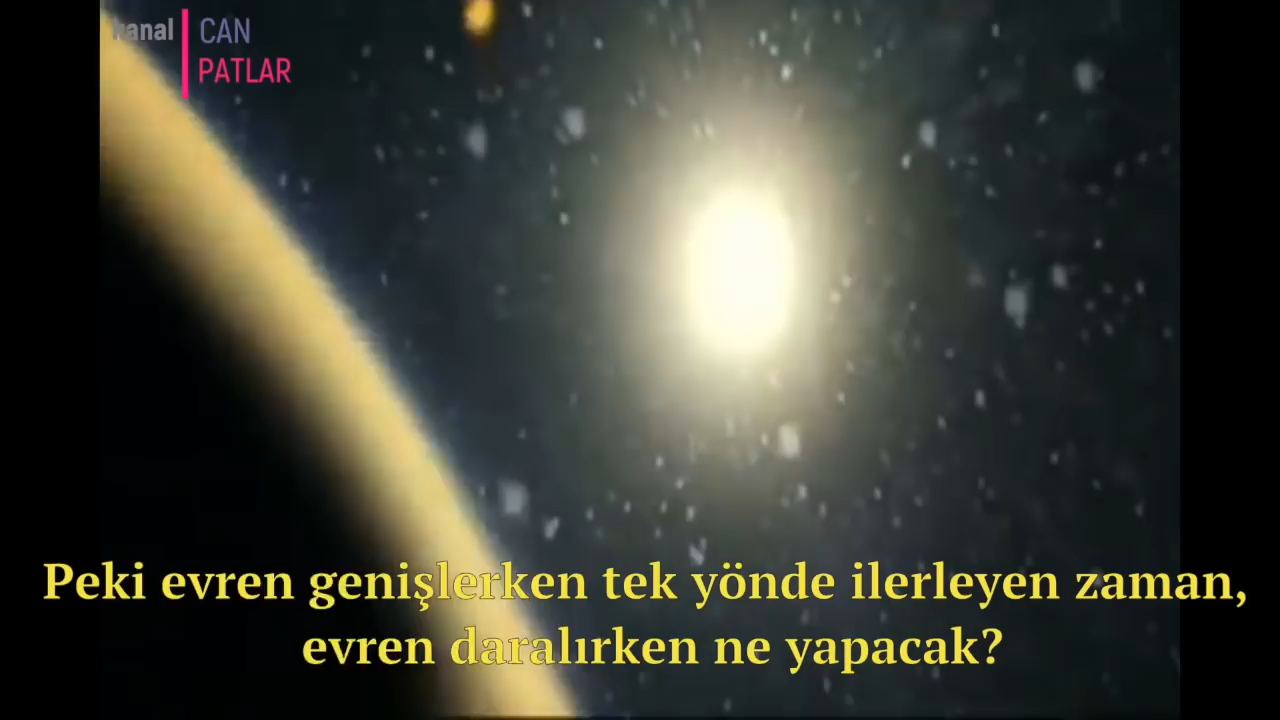 kanal CAN
PATLAR
Peki evren genişlerken tek yönde ilerleyen zaman,
evren daralırken ne yapacak?